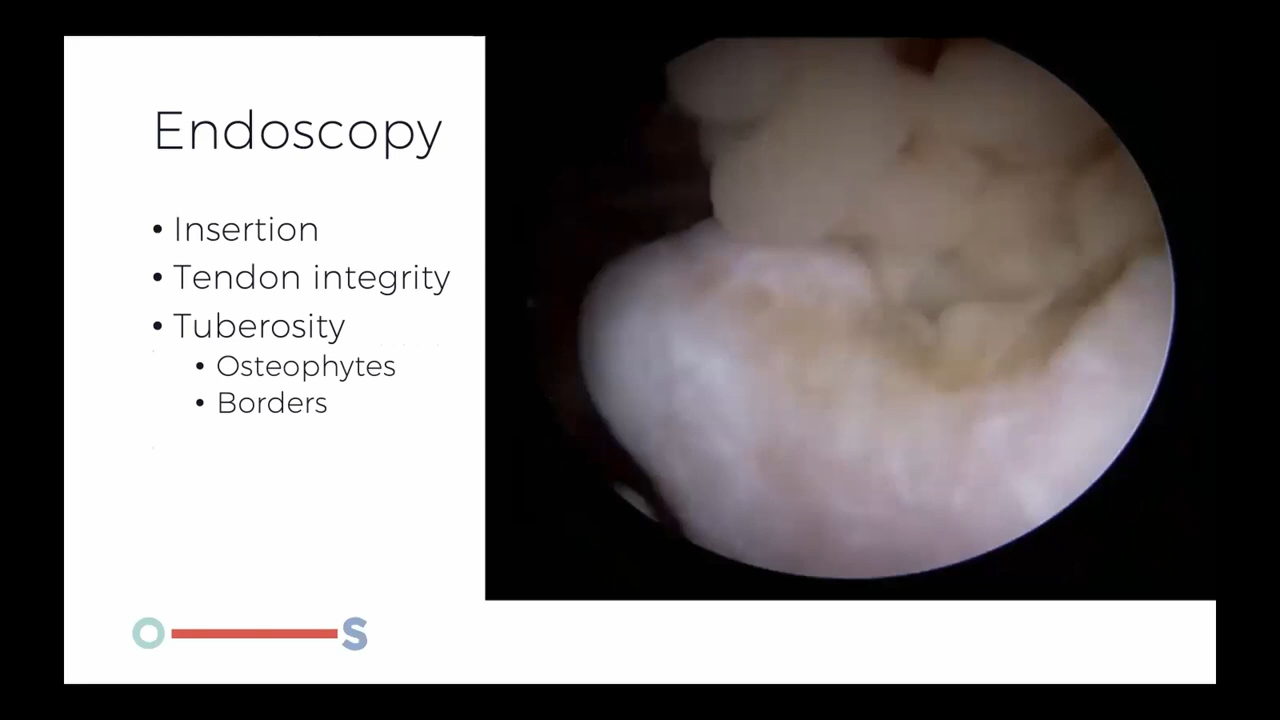 Endoscopy
• Insertion
• Tendon integrity
• Tuberosity
• Osteophytes
• Borders
O S